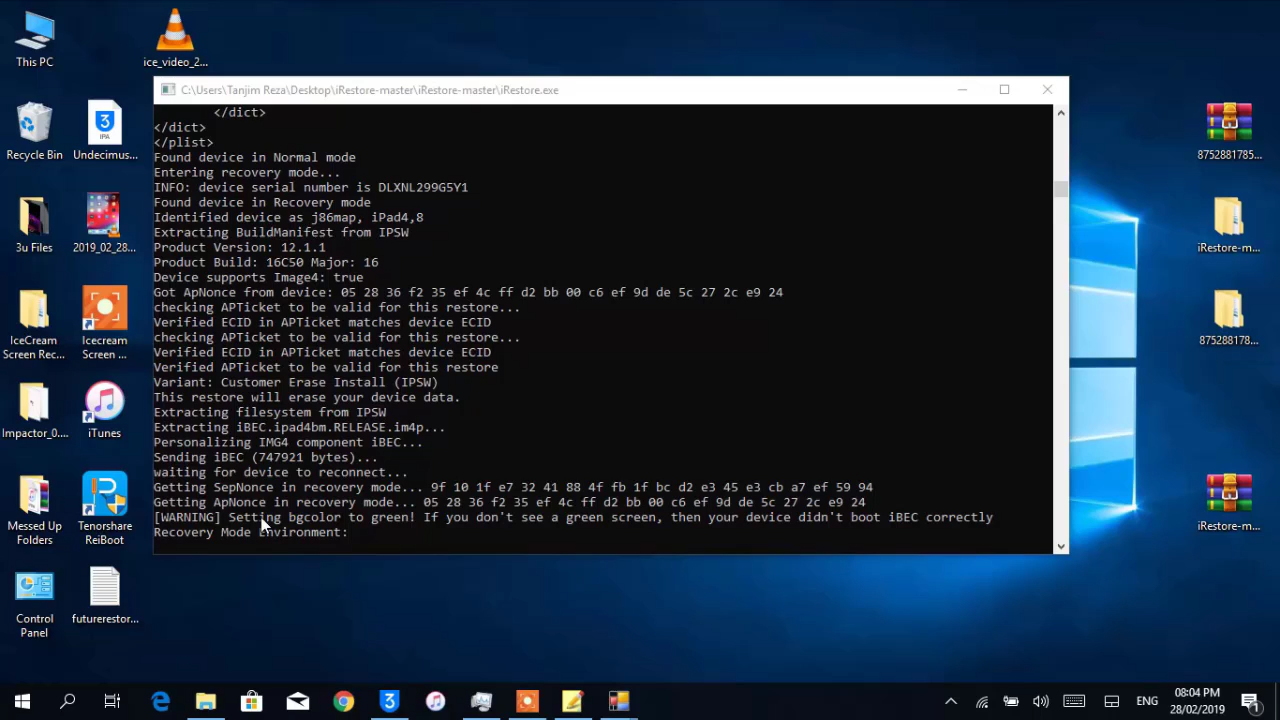 This PC
ice_video_2...
Recycle Bin
Undecimus...
3
IPA
3u Files
2019_02_28...
IceCream
Screen Rec...
Icecream
Screen ...
Impactor_0....
iTunes
Messed Up
Folders
Tenorshare
ReiBoot
Control
Panel
futurerestor...
C:\Users\Tanjim Reza\Desktop\iRestore-master\iRestore-master\iRestore.exe
</dict>
</dict>
</plist>
Found device in Normal mode
Entering recovery mode...
INFO: device serial number is DLXNL299G5Y1
Found device in Recovery mode
Identified device as j86map, iPad4,8
Extracting BuildManifest from IPSW
Product Version: 12.1.1
Product Build: 16C50 Major: 16
Device supports Image4: true
Got ApNonce from device: 05 28 36 f2 35 ef 4c ff d2 bb 00 c6 ef 9d de 5c 27 2c e9 24
checking APTicket to be valid for this restore...
Verified ECID in APTicket matches device ECID
checking APTicket to be valid for this restore...
Verified ECID in APTicket matches device ECID
Verified APTicket to be valid for this restore
Variant: Customer Erase Install (IPSW)
This restore will erase your device data.
Extracting filesystem from IPSW
Extracting iBEC.ipad4bm.RELEASE.im4p...
Personalizing IMG4 component iBEC...
Sending iBEC (747921 bytes)...
waiting for device to reconnect...
Getting SepNonce in recovery mode... 9f 10 1f e7 32 41 88 4f fb 1f bc d2 e3 45 e3 cb a7 ef 59 94
Getting ApNonce in recovery mode... 05 28 36 f2 35 ef 4c ff d2 bb 00 c6 ef 9d de 5c 27 2c e9 24
[WARNING] Setting bgcolor to green! If you don't see a green screen, then your device didn't boot iBEC correctly
Recovery Mode Environment:
8752881785...
iRestore-m...
875288178...
iRestore-m...
3
ENG
08:04 PM
28/02/2019
1